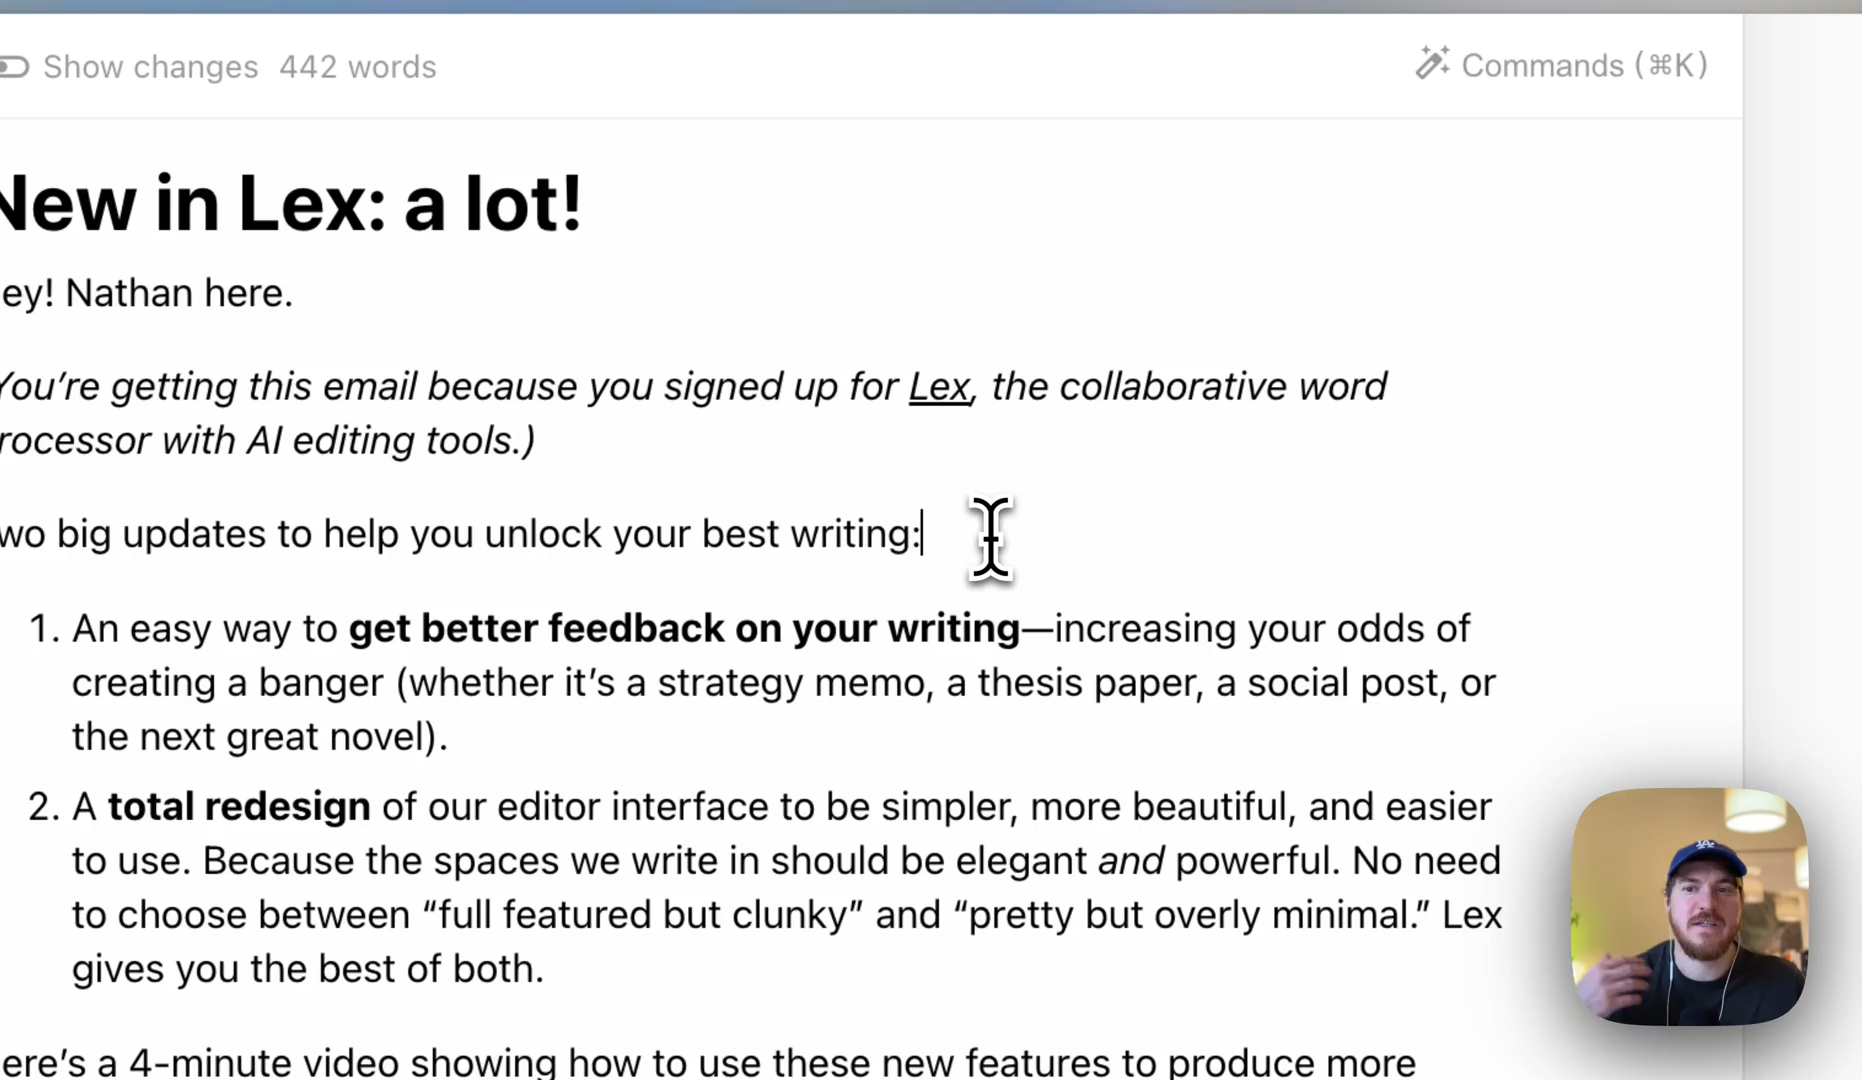 Show changes 442 words
Commands (⌘K)
New in Lex: a lot!
ey! Nathan here.
You’re getting this email because you signed up for Lex, the collaborative word
rocessor with AI editing tools.)
wo big updates to help you unlock your best writing:
1. An easy way to get better feedback on your writing—increasing your odds of
creating a banger (whether it’s a strategy memo, a thesis paper, a social post, or
the next great novel).
2. A total redesign of our editor interface to be simpler, more beautiful, and easier
to use. Because the spaces we write in should be elegant and powerful. No need
to choose between “full featured but clunky” and “pretty but overly minimal.” Lex
gives you the best of both.
ere’s a 4-minute video showing how to use these new features to produce more
LA